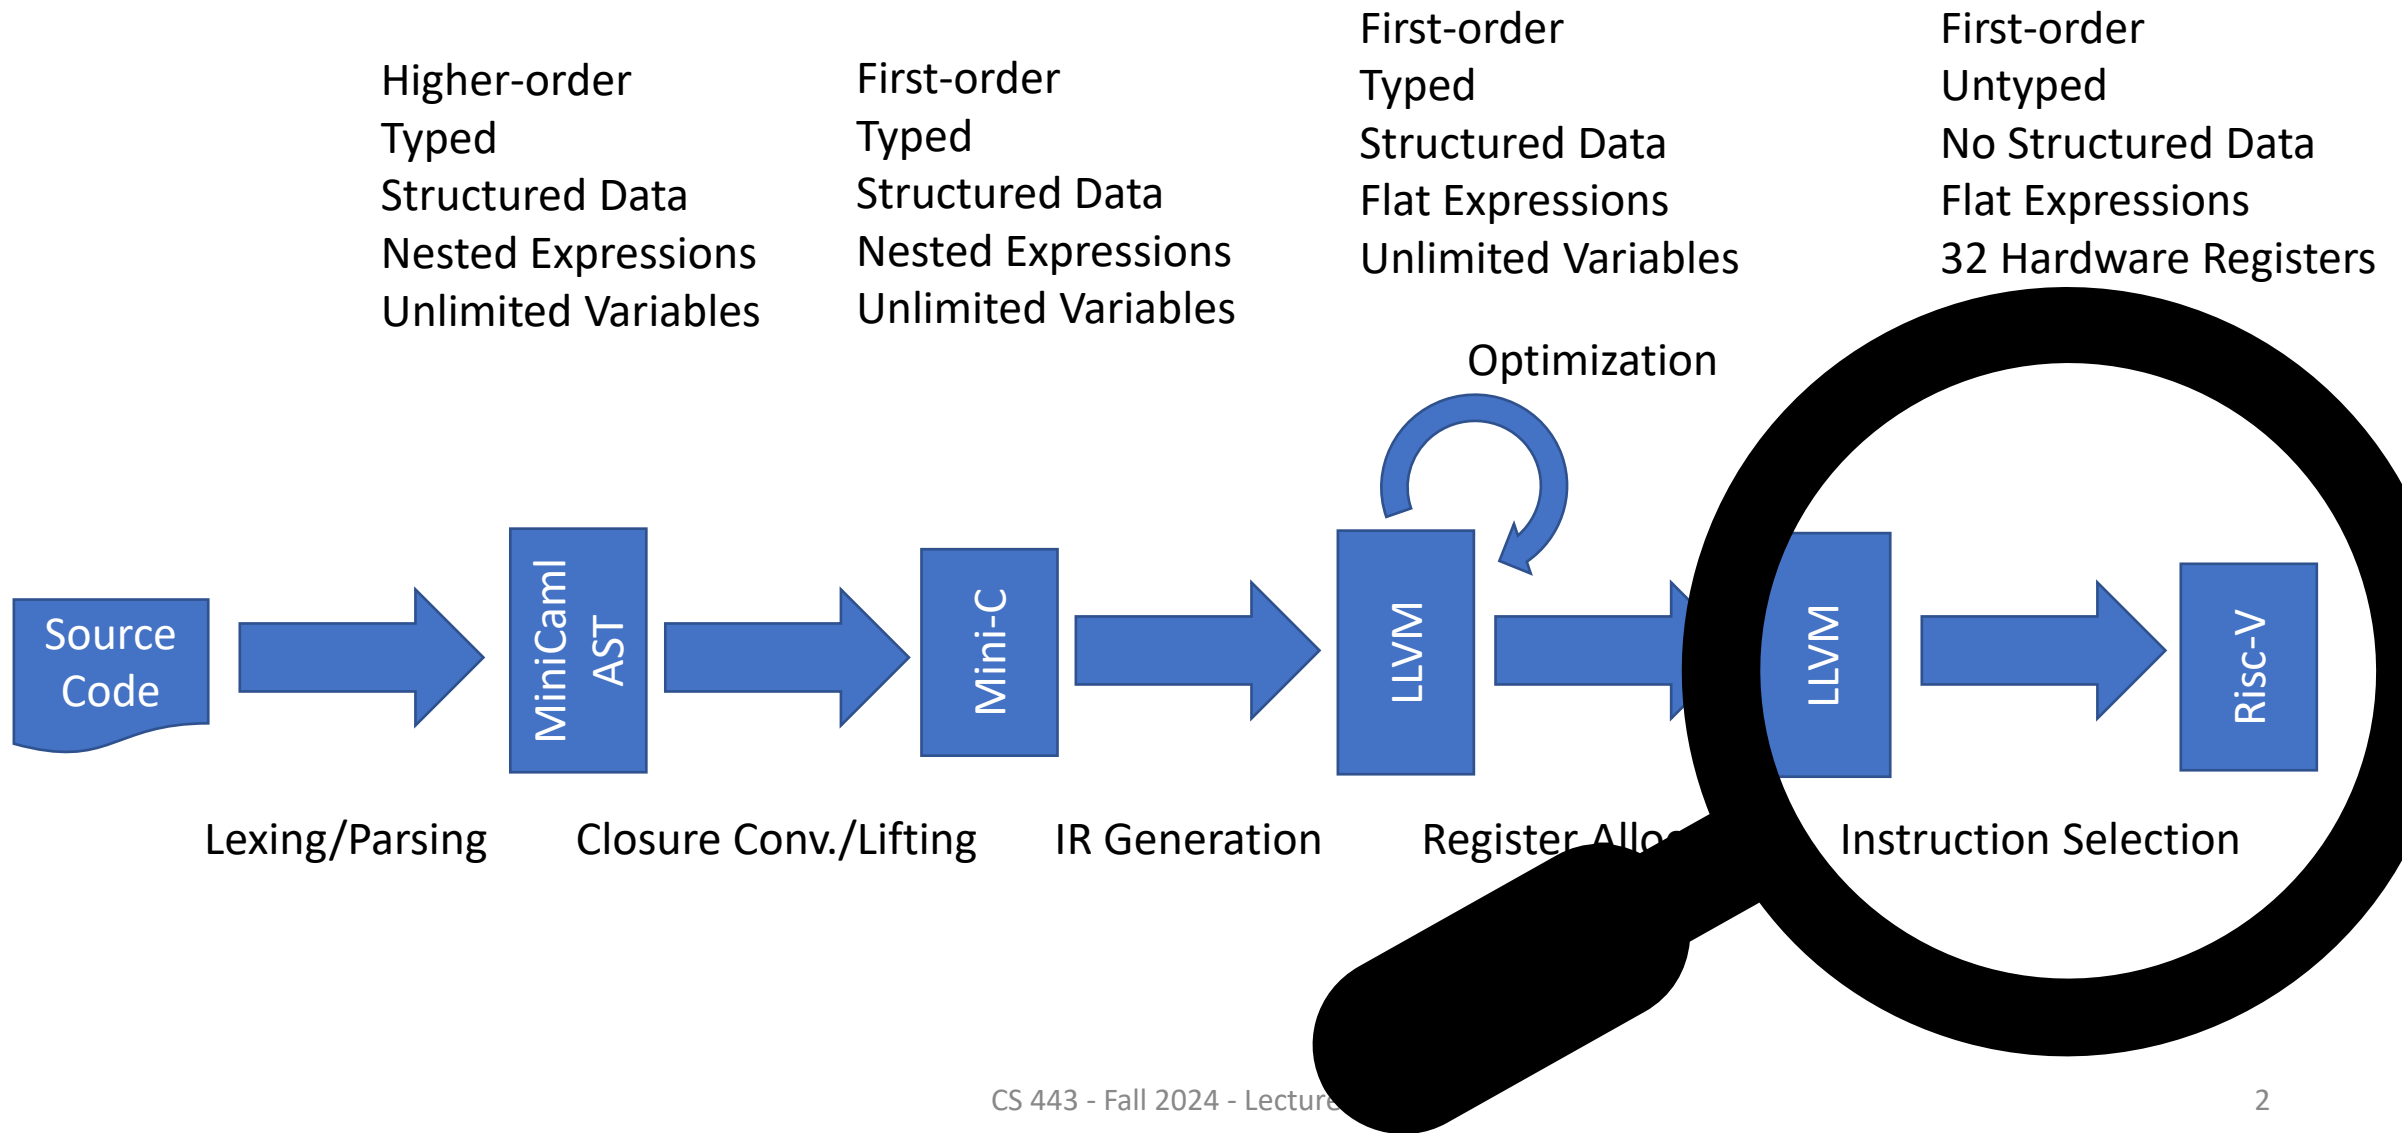 Higher-order
Typed
Structured Data
Nested Expressions
Unlimited Variables
First-order
Typed
Structured Data
Nested Expressions
Unlimited Variables
First-order
Typed
Structured Data
Flat Expressions
Unlimited Variables
First-order
Untyped
No Structured Data
Flat Expressions
32 Hardware Registers
Optimization
Source
Code
MiniCaml
AST
Mini-C
LLVM
LLVM
Risc-V
Lexing/Parsing
Closure Conv./Lifting
IR Generation
Register
Instruction Selection
CS 443 - Fall 2024 - Lecture
2